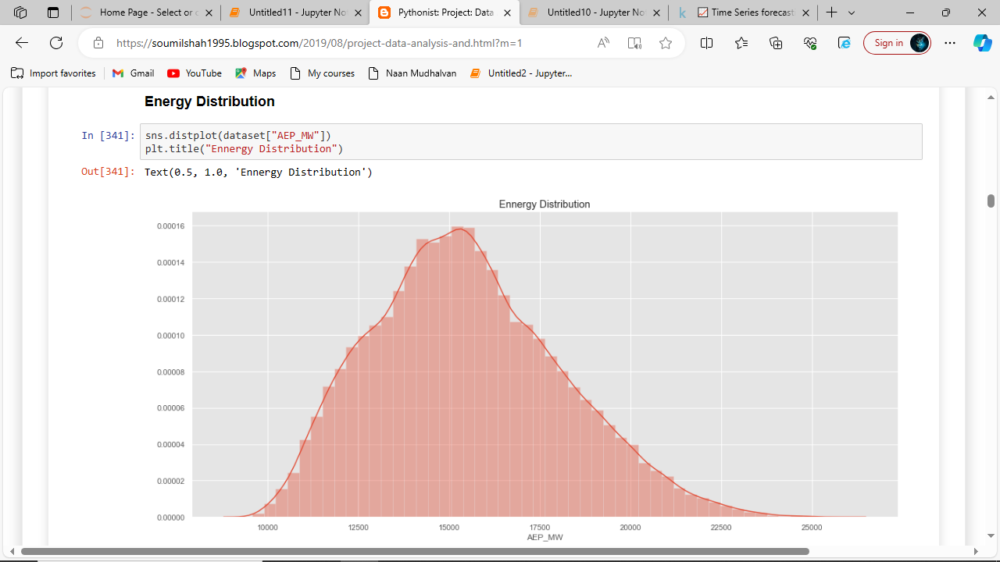 Home Page - Select or c
Untitled11 - Jupyter No
Pythonist: Project: Data
Untitled10 - Jupyter No
Time Series forecast
https://soumilshah1995.blogspot.com/2019/08/project-data-analysis-and.html?m=1
Sign in
Import favorites
Gmail
YouTube
Maps
My courses
Naan Mudhalvan
Untitled2 - Jupyter...
Energy Distribution
In [341]:
sns.distplot(dataset["AEP_MW"])
plt.title("Ennergy Distribution")
Out[341]:
Text(0.5, 1.0, 'Ennergy Distribution')
Ennergy Distribution
0.00016
0.00014
0.00012
0.00010
0.00008
0.00006
0.00004
0.00002
0.00000
10000 12500 15000 17500 20000 22500 25000
AEP_MW